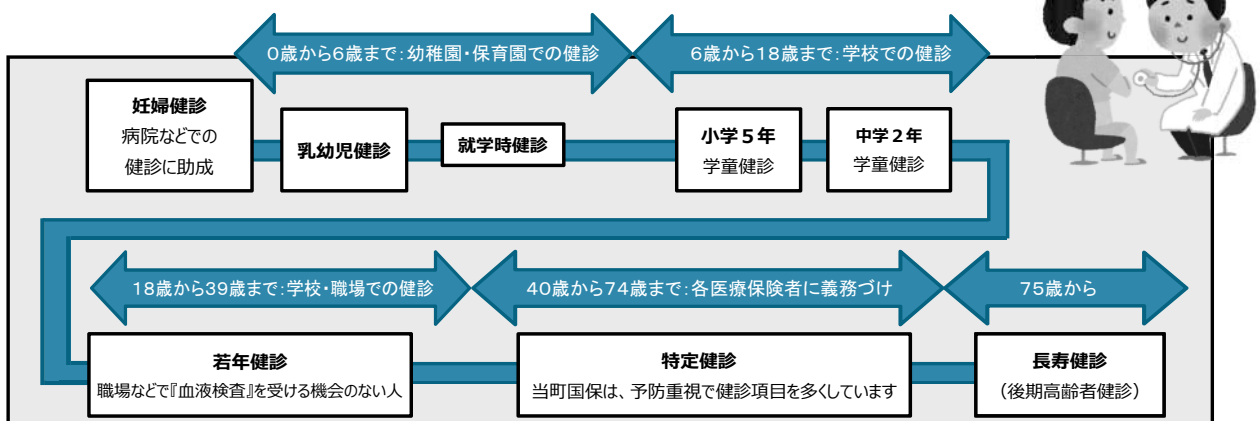 0歳から6歳まで：幼稚園・保育園での健診
6歳から18歳まで：学校での健診
妊婦健診
病院などでの
健診に助成
乳幼児健診
就学時健診
小学５年
学童健診
中学２年
学童健診
18歳から39歳まで：学校・職場での健診
40歳から74歳まで：各医療保険者に義務づけ
75歳から
若年健診
職場などで『血液検査』を受ける機会のない人
特定健診
当町国保は、予防重視で健診項目を多くしています
長寿健診
（後期高齢者健診）